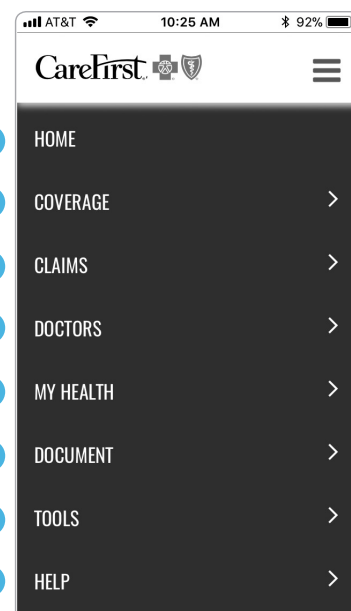 AT&T 10:25 AM 92%
CareFirst
HOME
COVERAGE
CLAIMS
DOCTORS
MY HEALTH
DOCUMENT
TOOLS
HELP